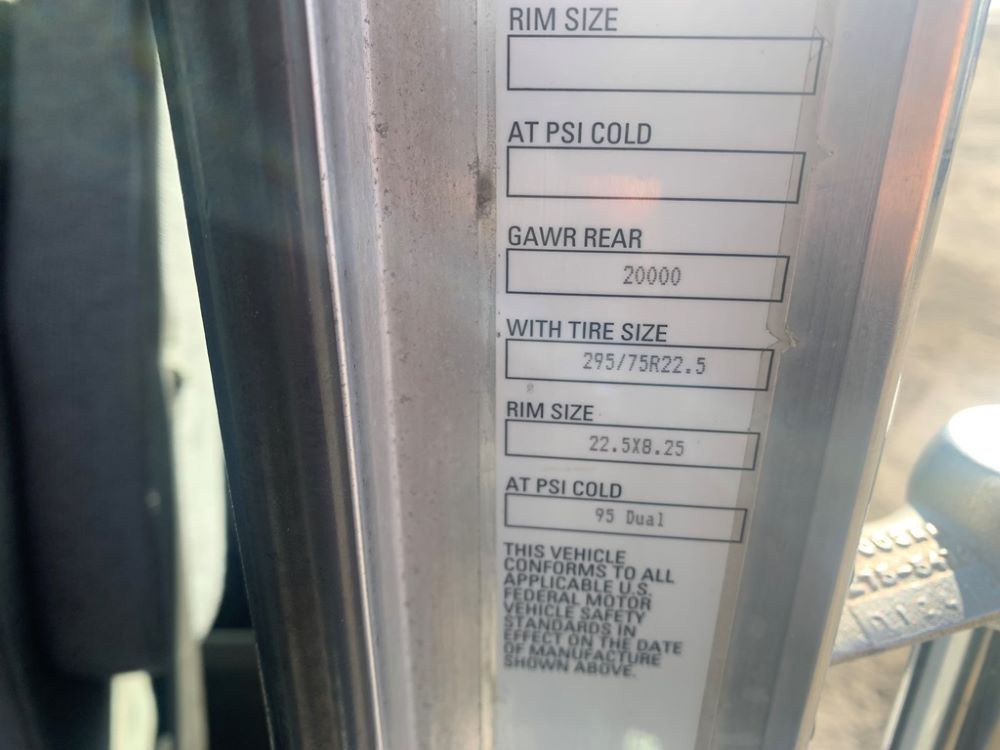 RIM SIZE
AT PSI COLD
GAWR REAR
20000
WITH TIRE SIZE
295/75R22.5
RIM SIZE
22.5X8.25
AT PSI COLD
95 Dual
THIS VEHICLE
CONFORMS TO ALL
APPLICABLE U.S.
FEDERAL MOTOR
VEHICLE SAFETY
STANDARDS IN
EFFECT ON THE DATE
OF MANUFACTURE
SHOWN ABOVE.